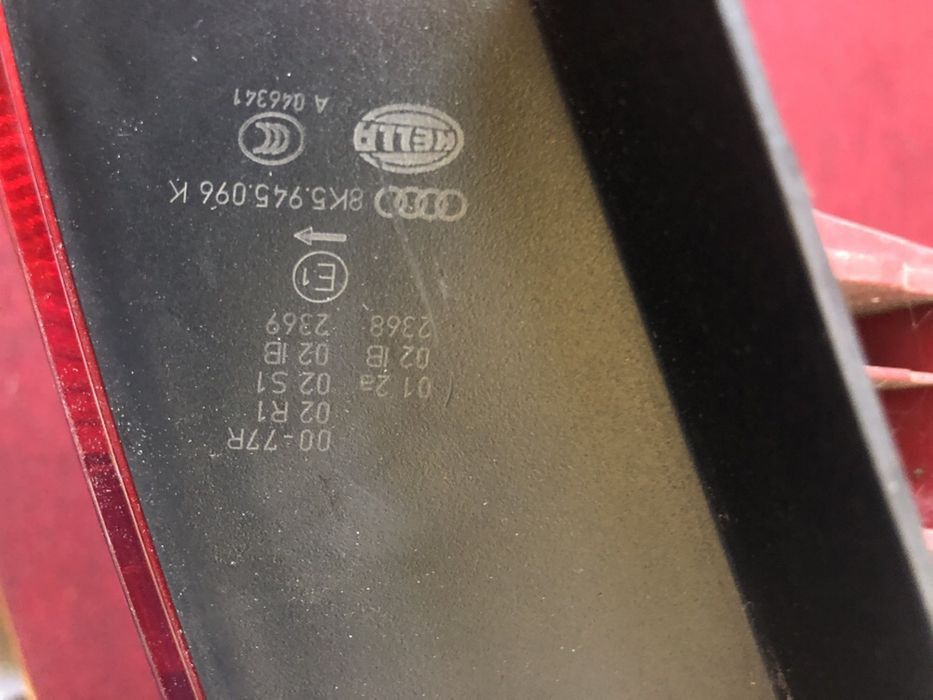 00-77R
02 R1
01 2a 02 S1
02 IB 02 IB
2368 2369
E1
8K5.945.096 K
HELLA CCC
A 046341